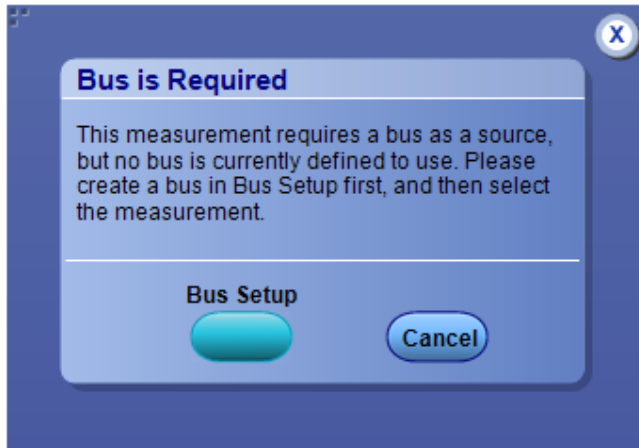 X
Bus is Required
This measurement requires a bus as a source,
but no bus is currently defined to use. Please
create a bus in Bus Setup first, and then select
the measurement.
Bus Setup
Cancel